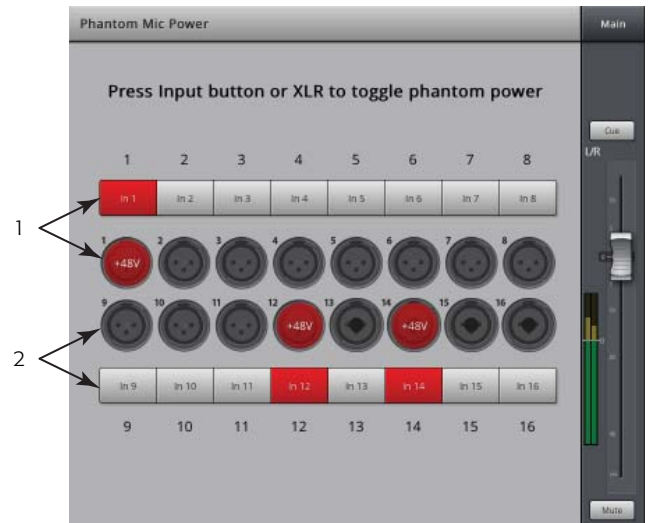 Phantom Mic Power Main
Press Input button or XLR to toggle phantom power
Cue
L/R
1 2 3 4 5 6 7 8
In 1 In 2 In 3 In 4 In 5 In 6 In 7 In 8
1
1 2 3 4 5 6 7 8
+48V
9 10 11 12 13 14 15 16
+48V +48V
2
In 9 In 10 In 11 In 12 In 13 In 14 In 15 In 16
9 10 11 12 13 14 15 16
Mute